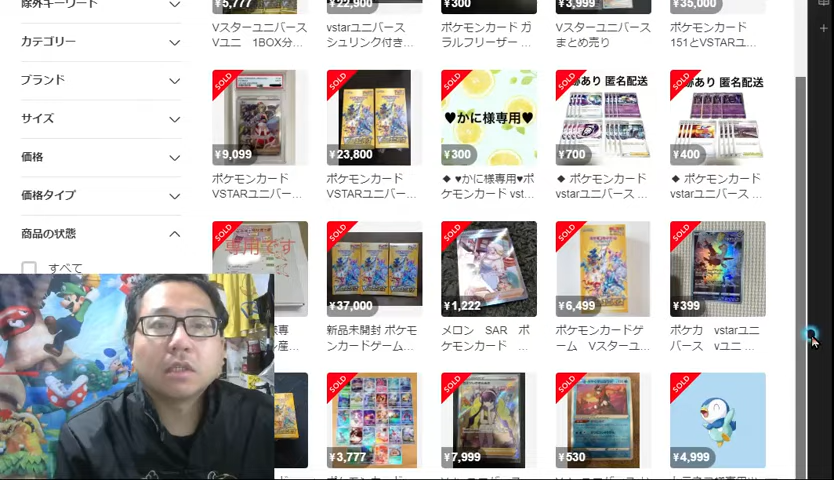 除外キーワード
¥5,777
¥22,900
¥300
¥3,999
¥35,000
カテゴリー
Vスターユニバース
Vユニ 1BOX分...
vstarユニバース
シュリンク付き...
ポケモンカード ガ
ラルフリーザー ...
Vスターユニバース
まとめ売り
ポケモンカード
151とVSTARユ...
ブランド
サイズ
価格
価格タイプ
商品の状態
すべて
SOLD
SOLD
SOLD
SOLD
SOLD
♥かに様専用♥
跡あり 匿名配送
跡あり 匿名配送
¥9,099
¥23,800
¥300
¥700
¥400
ポケモンカード
VSTARユニバー...
ポケモンカード
VSTARユニバー...
◆ ♥かに様専用♥ポ
ケモンカード vst...
◆ ポケモンカード
vstarユニバース ...
◆ ポケモンカード
vstarユニバース ...
専用です
SOLD
SOLD
SOLD
SOLD
SOLD
¥37,000
¥1,222
¥6,499
¥399
新品未開封 ポケモ
ンカードゲーム...
メロン SAR ポ
ケモンカード ...
ポケモンカードゲ
ーム Vスターユ...
ポケカ vstarユニ
バース vユニ ...
SOLD
SOLD
SOLD
SOLD
¥3,777
¥7,999
¥530
¥4,999